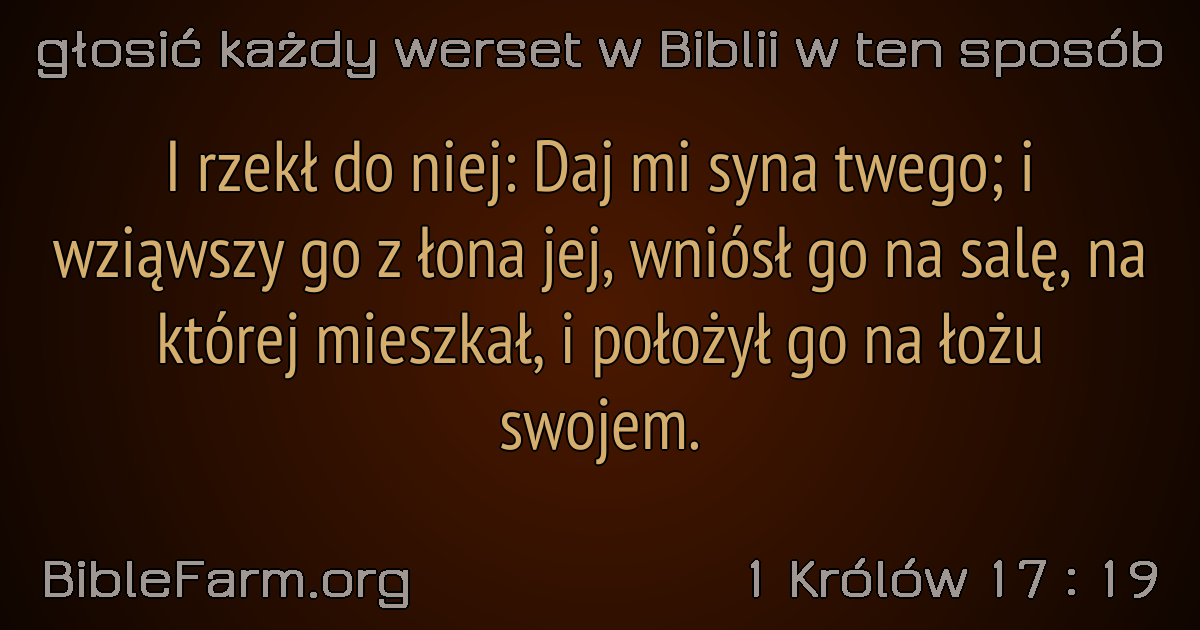 głosić każdy werset w Biblii w ten sposób
I rzekł do niej: Daj mi syna twego; i
wziąwszy go z łona jej, wniósł go na salę, na
której mieszkał, i położył go na łożu
swojem.
BibleFarm.org
1 Królów 17 : 19